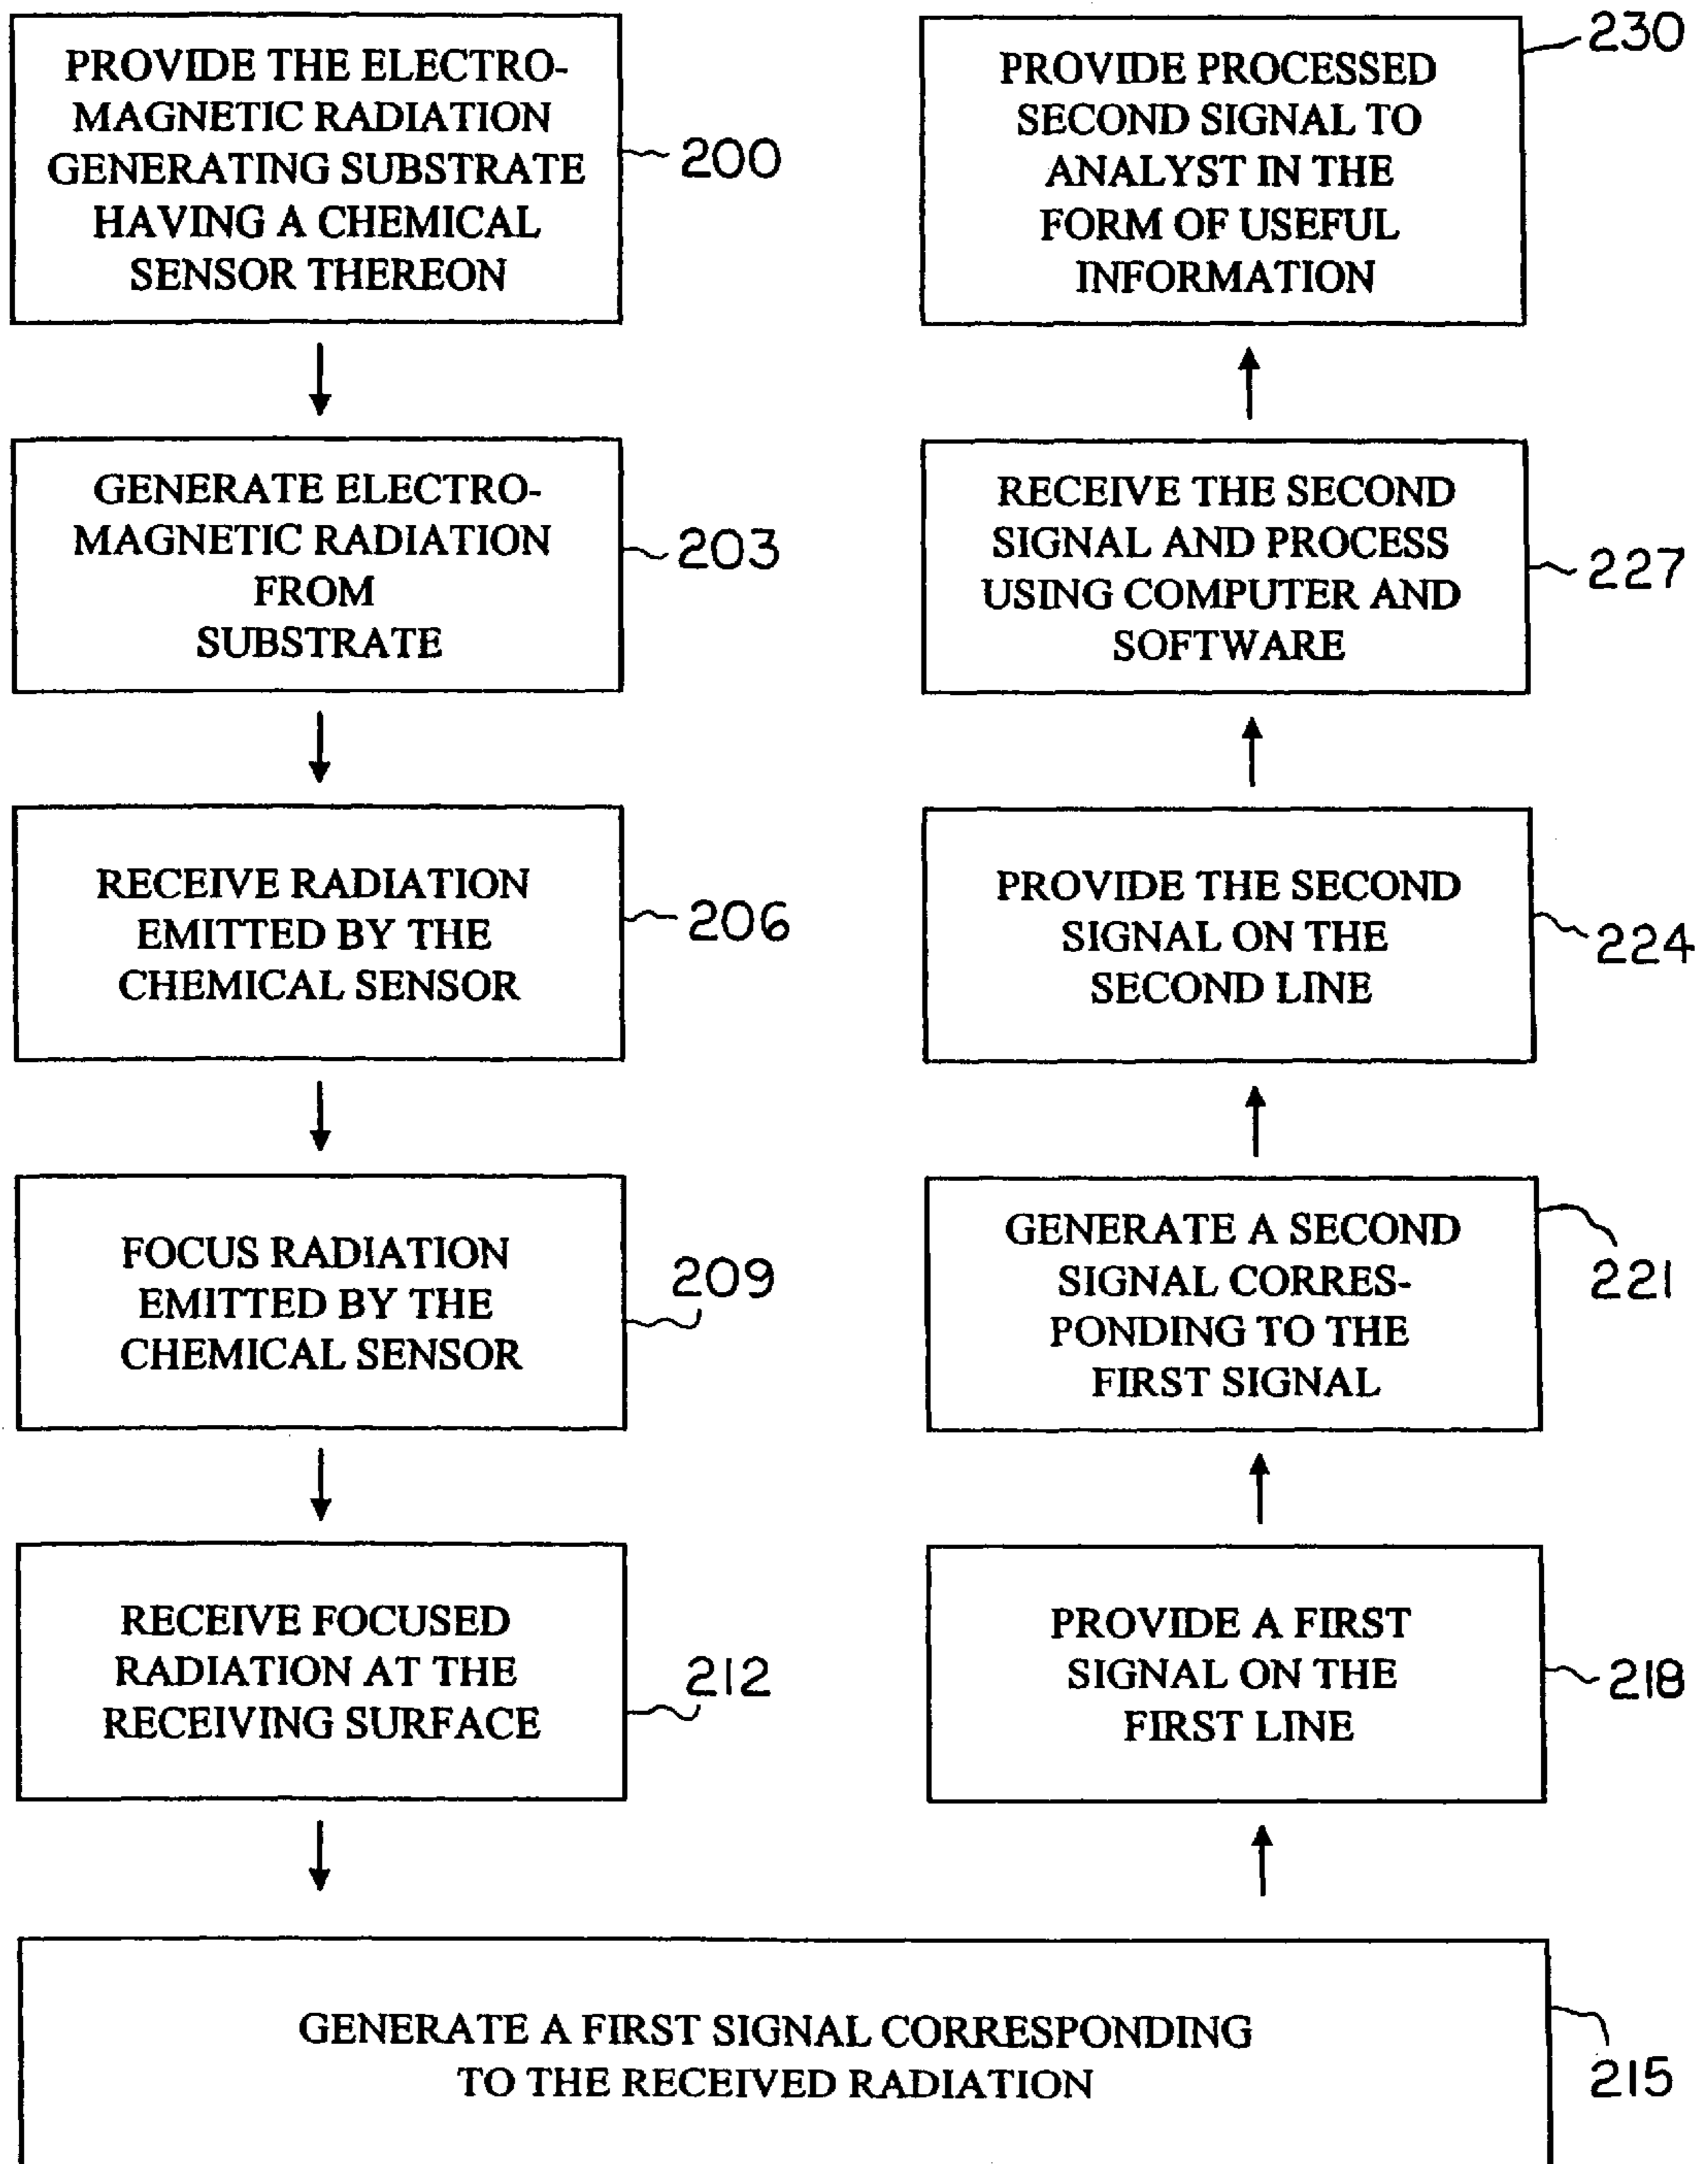 PROVIDE THE ELECTRO-
MAGNETIC RADIATION
GENERATING SUBSTRATE
HAVING A CHEMICAL
SENSOR THEREON
200
GENERATE ELECTRO-
MAGNETIC RADIATION
FROM
SUBSTRATE
203
RECEIVE RADIATION
EMITTED BY THE
CHEMICAL SENSOR
206
FOCUS RADIATION
EMITTED BY THE
CHEMICAL SENSOR
209
RECEIVE FOCUSED
RADIATION AT THE
RECEIVING SURFACE
212
GENERATE A FIRST SIGNAL CORRESPONDING
TO THE RECEIVED RADIATION
215
PROVIDE A FIRST
SIGNAL ON THE
FIRST LINE
218
GENERATE A SECOND
SIGNAL CORRES-
PONDING TO THE
FIRST SIGNAL
221
PROVIDE THE SECOND
SIGNAL ON THE
SECOND LINE
224
RECEIVE THE SECOND
SIGNAL AND PROCESS
USING COMPUTER AND
SOFTWARE
227
PROVIDE PROCESSED
SECOND SIGNAL TO
ANALYST IN THE
FORM OF USEFUL
INFORMATION
230